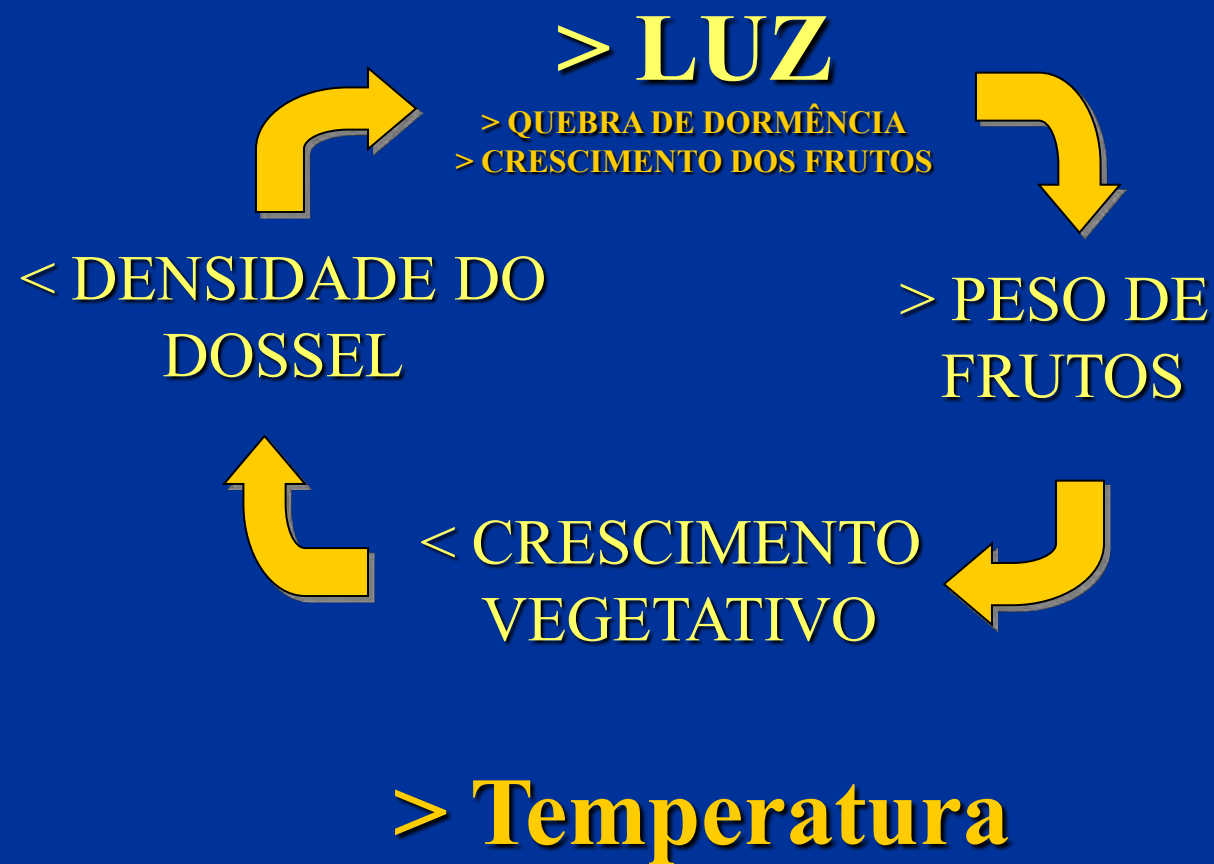 > LUZ
> QUEBRA DE DORMÊNCIA
> CRESCIMENTO DOS FRUTOS
< DENSIDADE DO
DOSSEL
> PESO DE
FRUTOS
< CRESCIMENTO
VEGETATIVO
> Temperatura